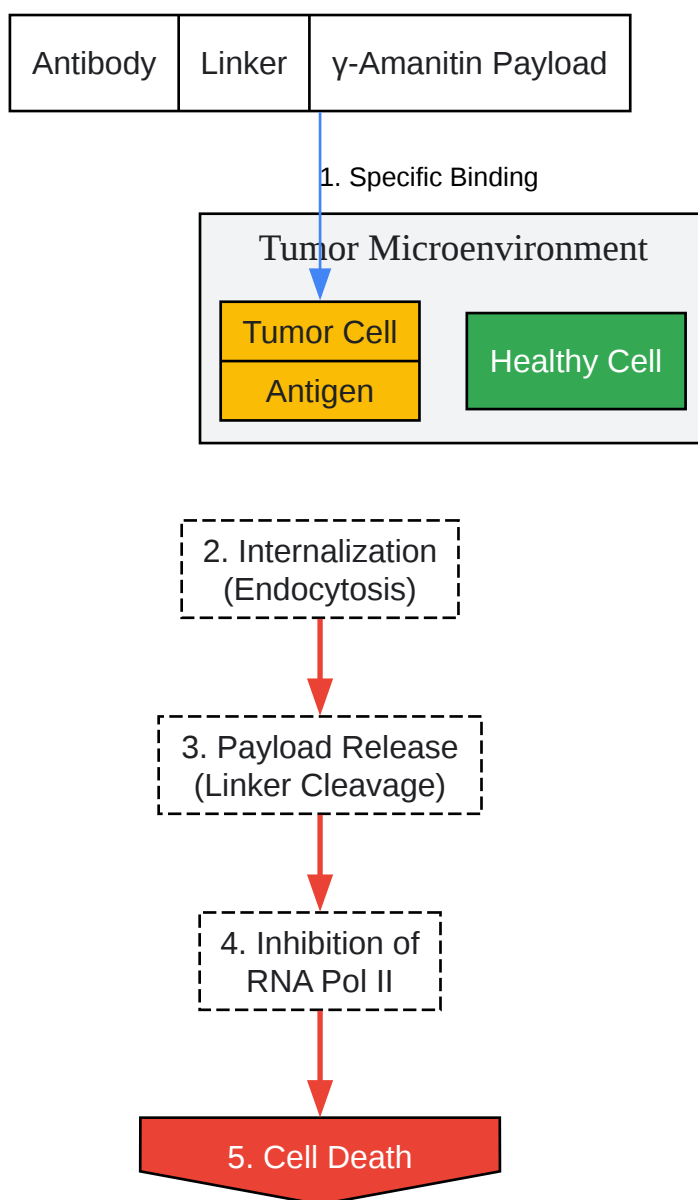 Antibody Linker γ-Amanitin Payload
1. Specific Binding
Tumor Microenvironment
Tumor Cell
Antigen
Healthy Cell
2. Internalization
(Endocytosis)
3. Payload Release
(Linker Cleavage)
4. Inhibition of
RNA Pol II
5. Cell Death